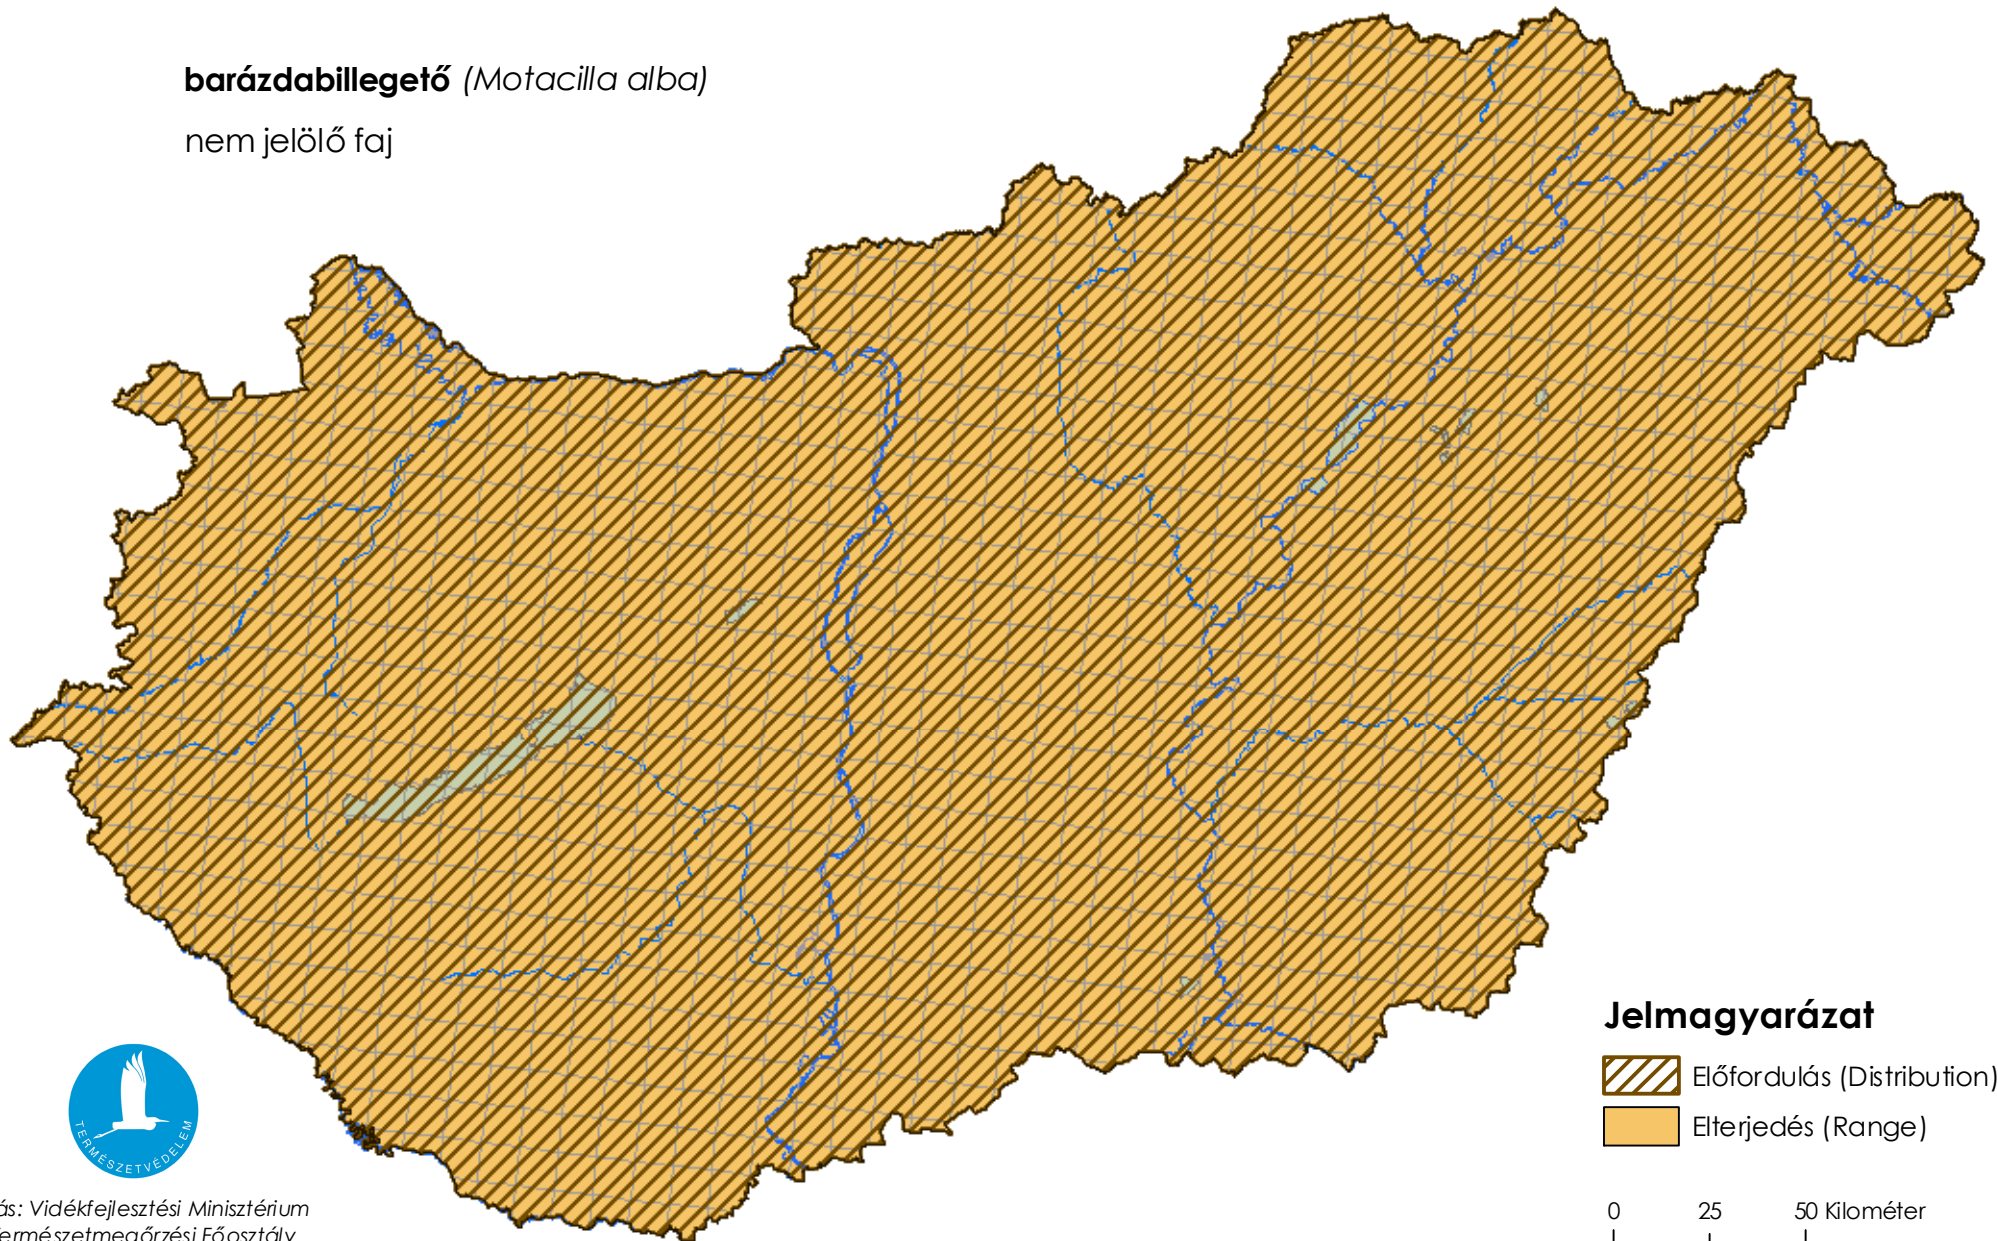 barázdabillegető (Motacilla alba)
nem jelölő faj
Jelmagyarázat
Előfordulás (Distribution)
Elterjedés (Range)
0 25 50 Kilométer
TERMÉSZETVÉDELEM
ás: Vidékfejlesztési Minisztérium
Természetmegőrzési Főosztály